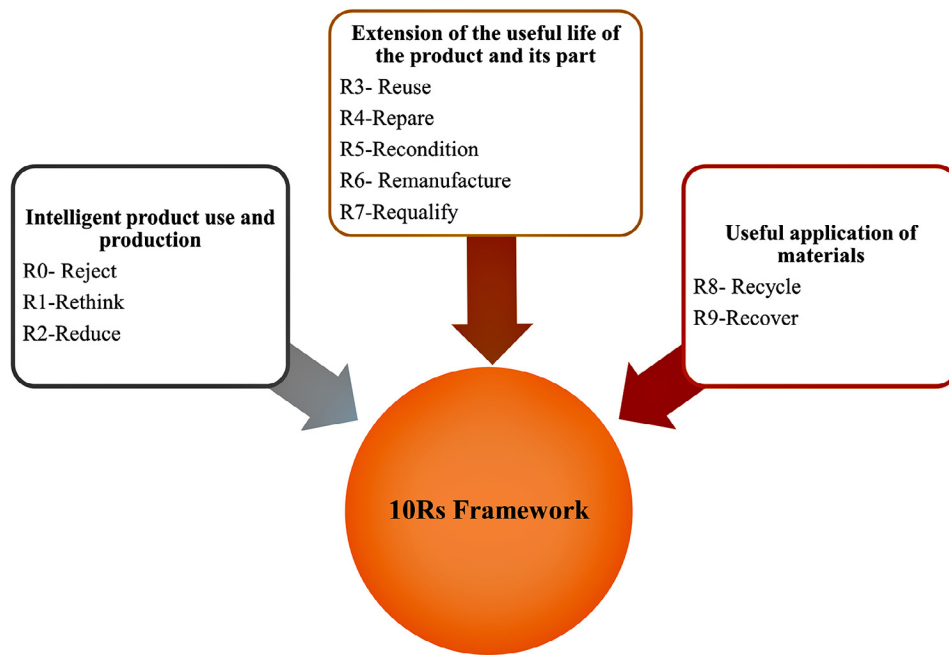 Intelligent product use and
production
R0- Reject
R1-Rethink
R2-Reduce
Extension of the useful life of
the product and its part
R3- Reuse
R4-Repare
R5-Recondition
R6- Remanufacture
R7-Requalify
Useful application of
materials
R8- Recycle
R9-Recover
10Rs Framework